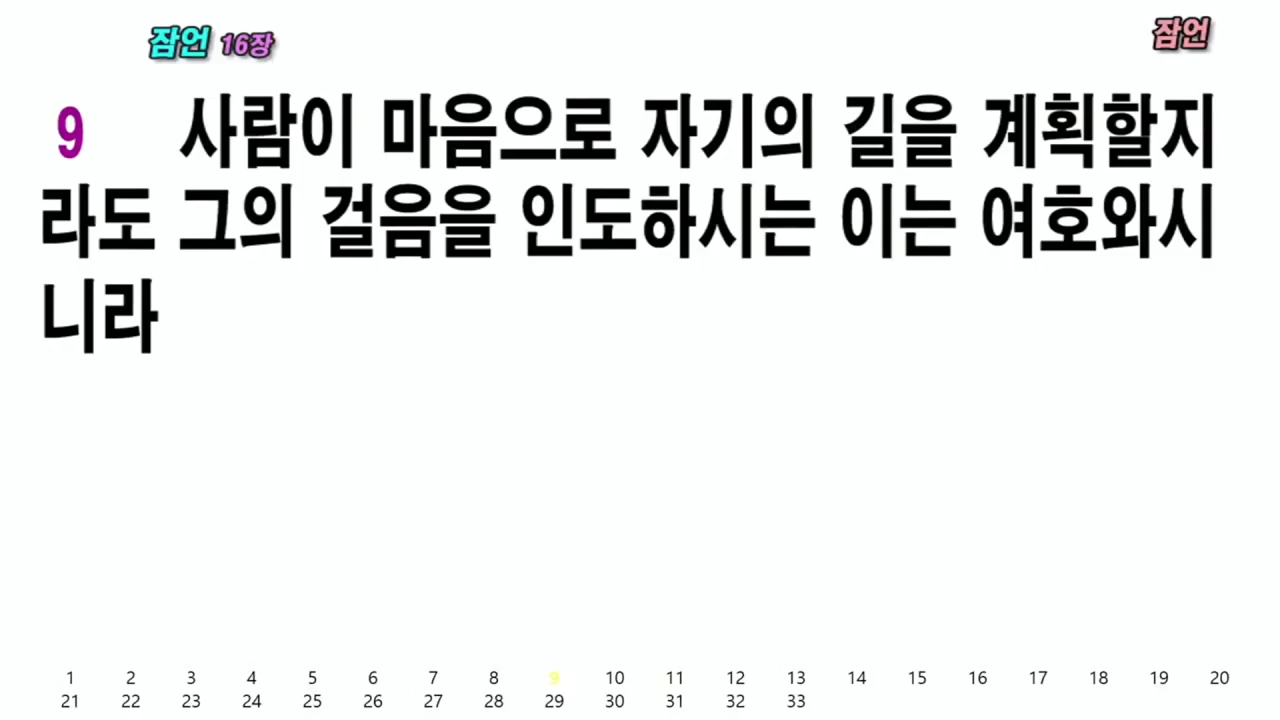 잠언 16장
잠언
9 사람이 마음으로 자기의 길을 계획할지
라도 그의 걸음을 인도하시는 이는 여호와시
니라
1 2 3 4 5 6 7 8 9 10 11 12 13 14 15 16 17 18 19 20
21 22 23 24 25 26 27 28 29 30 31 32 33